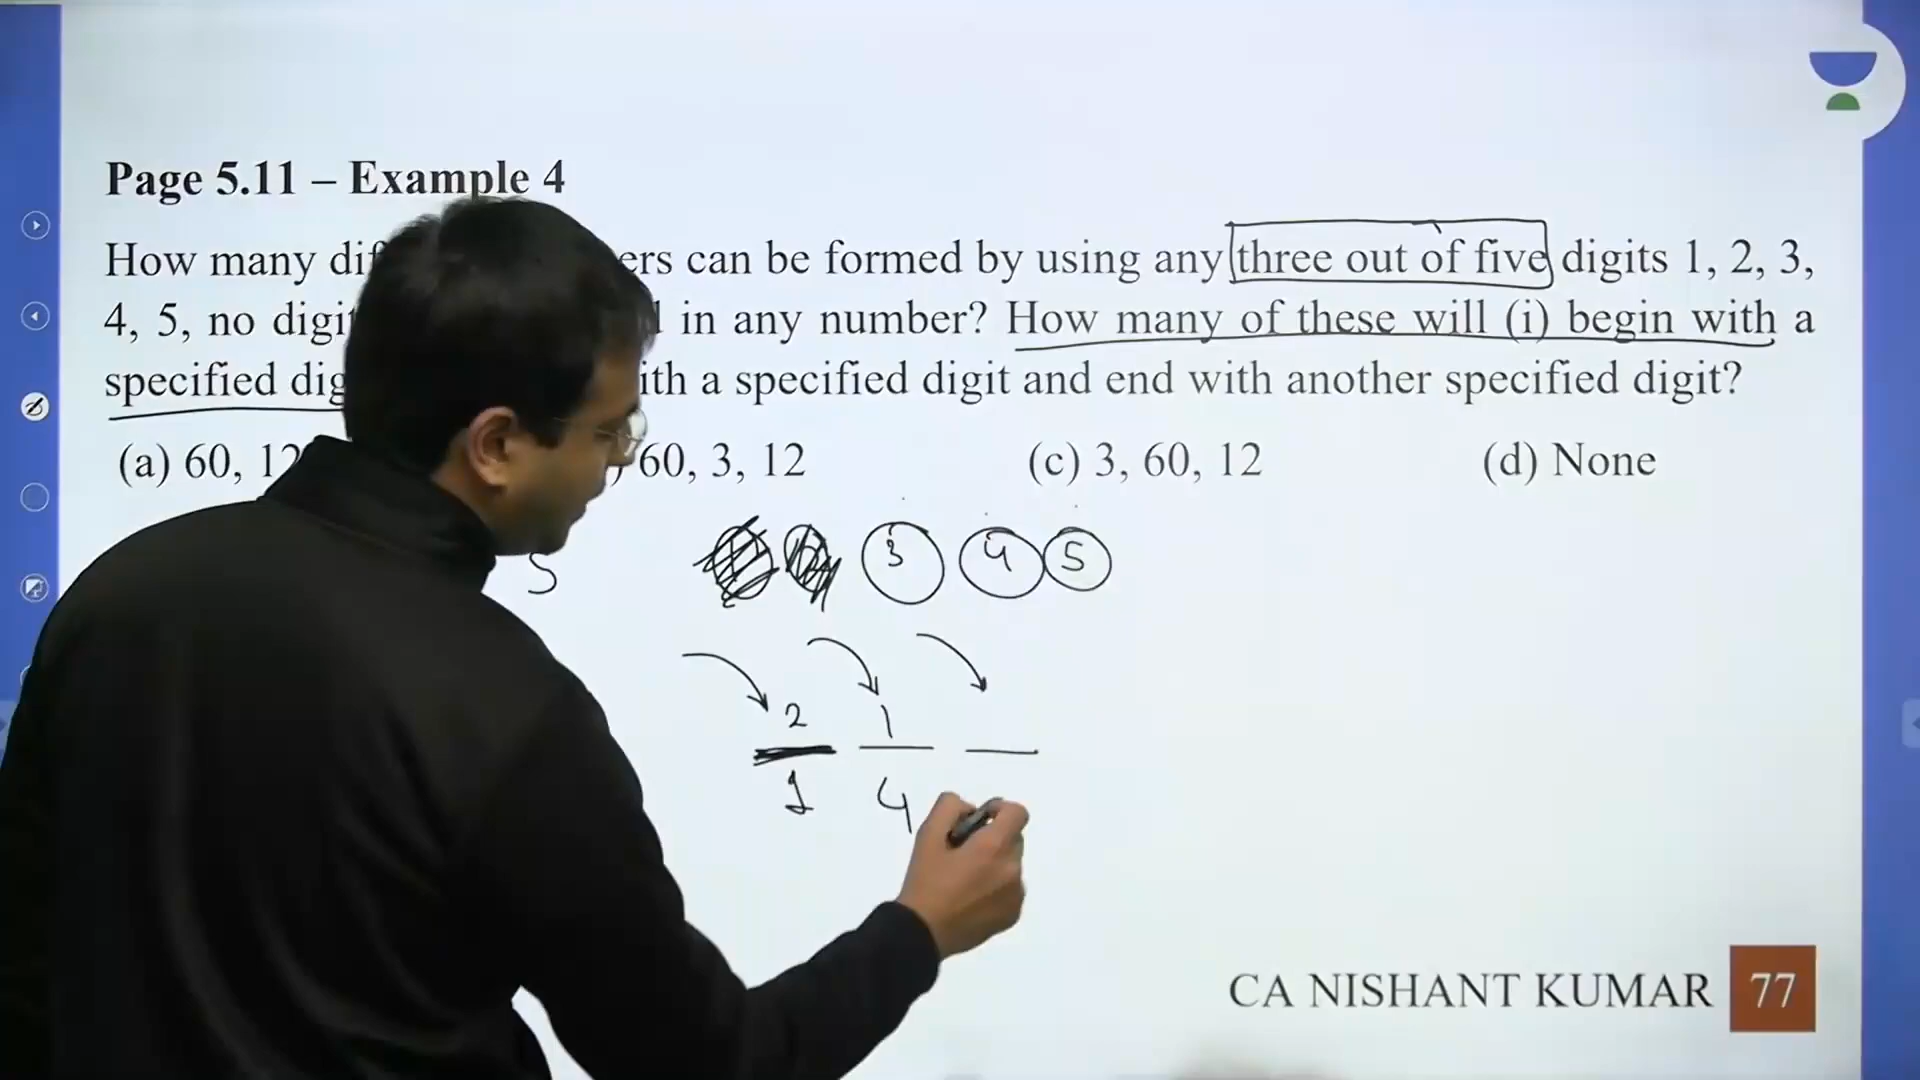 Page 5.11 – Example 4
How many ers can be formed by using any three out of five digits 1, 2, 3,
4, 5, no in any number? How many of these will (i) begin with a
specified ith a specified digit and end with another specified digit?
(a) 60, 12 60, 3, 12 (c) 3, 60, 12 (d) None
5 3 4 5
2 1
1 4
CA NISHANT KUMAR 77